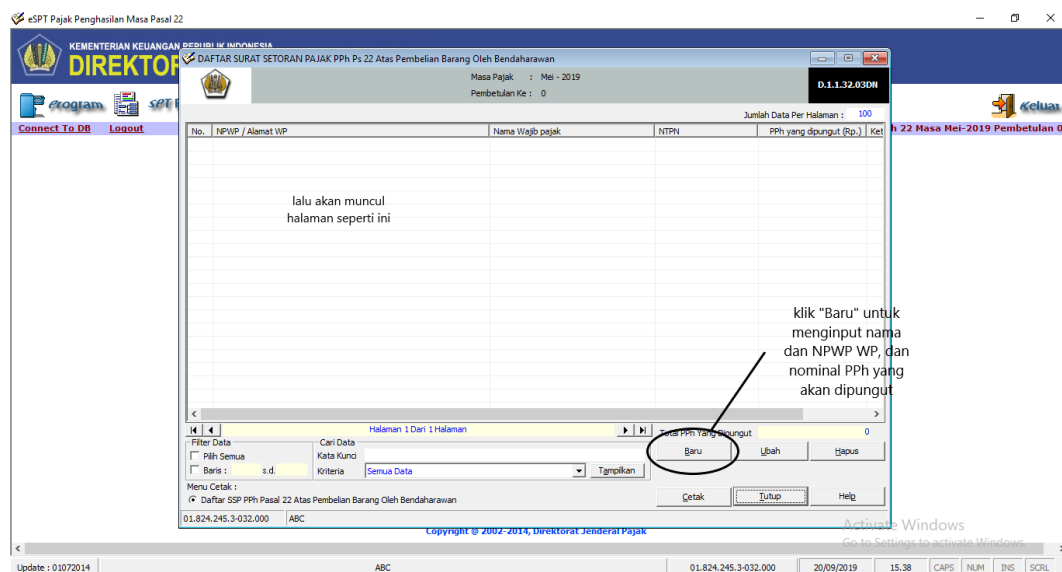 eSPT Pajak Penghasilan Masa Pasal 22
KEMENTERIAN KEUANGAN REPUBLIK INDONESIA
DIREKTOR
Program
SPT
Keluar
Connect To DB Logout
h 22 Masa Mei-2019 Pembetulan 0
DAFTAR SURAT SETORAN PAJAK PPh Ps 22 Atas Pembelian Barang Oleh Bendaharawan
Masa Pajak : Mei - 2019
Pembetulan Ke : 0
D.1.1.32.03DN
Jumlah Data Per Halaman : 100
No. NPWP / Alamat WP Nama Wajib pajak NTPN PPh yang dipungut (Rp.) Ket
lalu akan muncul
halaman seperti ini
klik "Baru" untuk
menginput nama
dan NPWP WP, dan
nominal PPh yang
akan dipungut
Halaman 1 Dari 1 Halaman
Total PPh Yang Dipungut 0
Filter Data
Pilih Semua
Baris : s.d.
Cari Data
Kata Kunci
Kriteria Semua Data Tampilkan
Baru Ubah Hapus
Menu Cetak :
Daftar SSP PPh Pasal 22 Atas Pembelian Barang Oleh Bendaharawan
Cetak Tutup Help
01.824.245.3-032.000 ABC
Copyright @ 2002-2014, Direktorat Jenderal Pajak
Activate Windows
Go to Settings to activate Windows.
Update : 01072014 ABC 01.824.245.3-032.000 20/09/2019 15.38 CAPS NUM INS SCRL